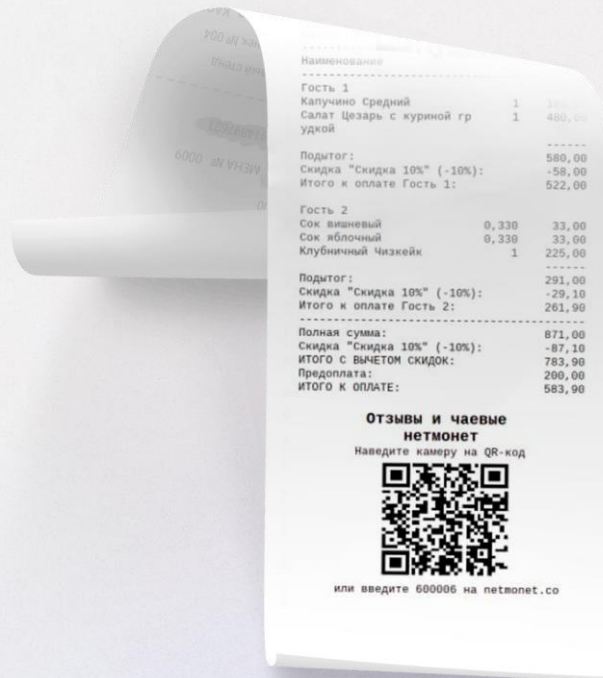 Наименование
Гость 1
Капучино Средний 1
Салат Цезарь с куриной гр 1 480,00
удкой
Подытог: 580,00
Скидка "Скидка 10%" (-10%): -58,00
Итого к оплате Гость 1: 522,00
Гость 2
Сок вишневый 0,330 33,00
Сок яблочный 0,330 33,00
Клубничный Чизкейк 1 225,00
Подытог: 291,00
Скидка "Скидка 10%" (-10%): -29,10
Итого к оплате Гость 2: 261,90
Полная сумма: 871,00
Скидка "Скидка 10%" (-10%): -87,10
ИТОГО С ВЫЧЕТОМ СКИДОК: 783,90
Предоплата: 200,00
ИТОГО К ОПЛАТЕ: 583,90
Отзывы и чаевые
нетмонет
Наведите камеру на QR-код
или введите 600006 на netmonet.co